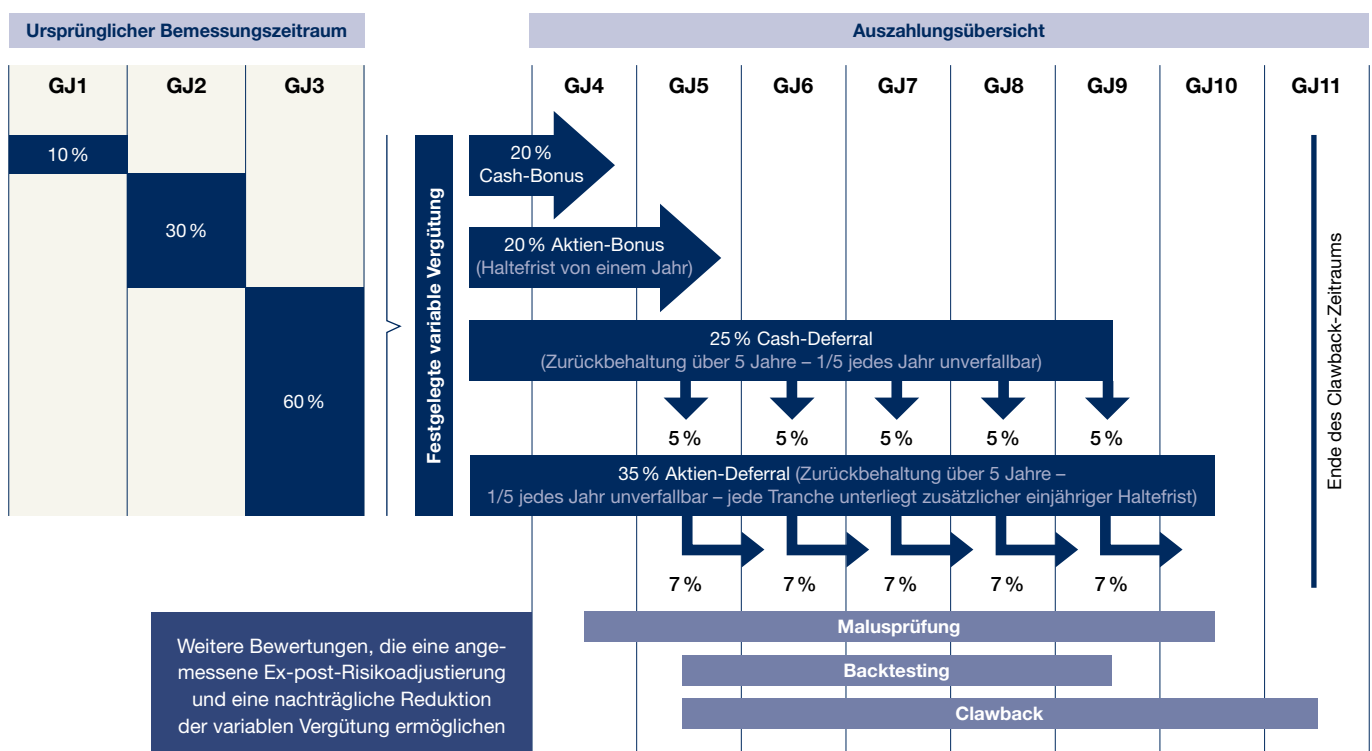 Ursprünglicher Bemessungszeitraum
Auszahlungsübersicht
GJ1 GJ2 GJ3 GJ4 GJ5 GJ6 GJ7 GJ8 GJ9 GJ10 GJ11
10 %
30 %
60 %
Festgelegte variable Vergütung
20 %
Cash-Bonus
20 % Aktien-Bonus
(Haltefrist von einem Jahr)
25 % Cash-Deferral
(Zurückbehaltung über 5 Jahre – 1/5 jedes Jahr unverfallbar)
5 % 5 % 5 % 5 % 5 %
35 % Aktien-Deferral (Zurückbehaltung über 5 Jahre –
1/5 jedes Jahr unverfallbar – jede Tranche unterliegt zusätzlicher einjähriger Haltefrist)
7 % 7 % 7 % 7 % 7 %
Ende des Clawback-Zeitraums
Weitere Bewertungen, die eine ange-
messene Ex-post-Risikoadjustierung
und eine nachträgliche Reduktion
der variablen Vergütung ermöglichen
Malusprüfung
Backtesting
Clawback